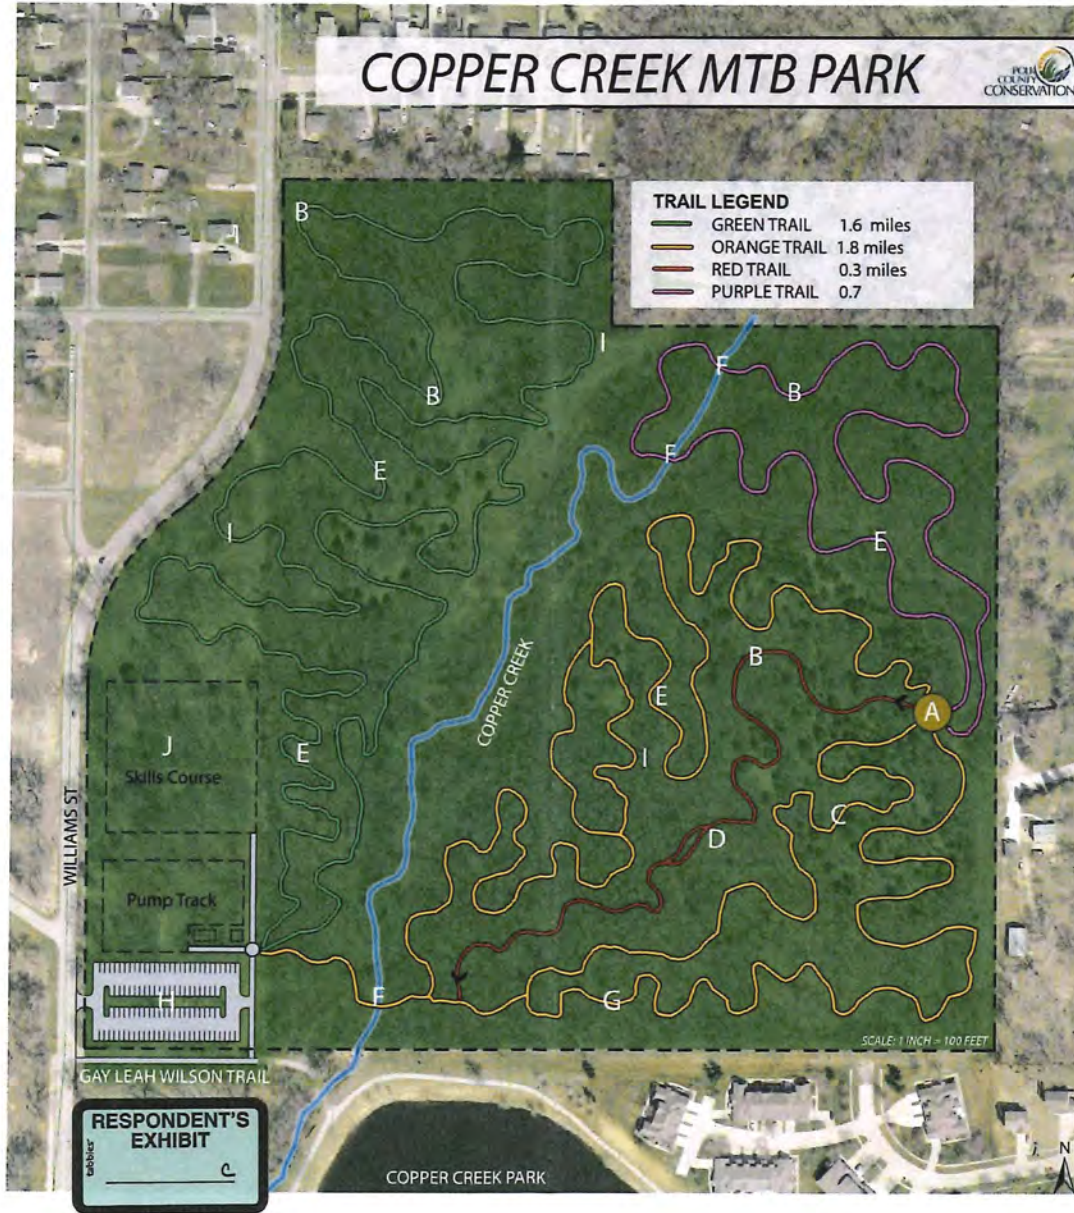 COPPER CREEK MTB PARK
POLK
COUNTY
CONSERVATION
TRAIL LEGEND
GREEN TRAIL 1.6 miles
ORANGE TRAIL 1.8 miles
RED TRAIL 0.3 miles
PURPLE TRAIL 0.7
B
I
F
B
B
F
E
I
E
B
E
A
COPPER CREEK
J
E
I
Skills Course
C
D
WILLIAMS ST
Pump Track
H
F
G
SCALE: 1 INCH = 100 FEET
GAY LEAH WILSON TRAIL
RESPONDENT'S
EXHIBIT
tabbies
C
COPPER CREEK PARK
N